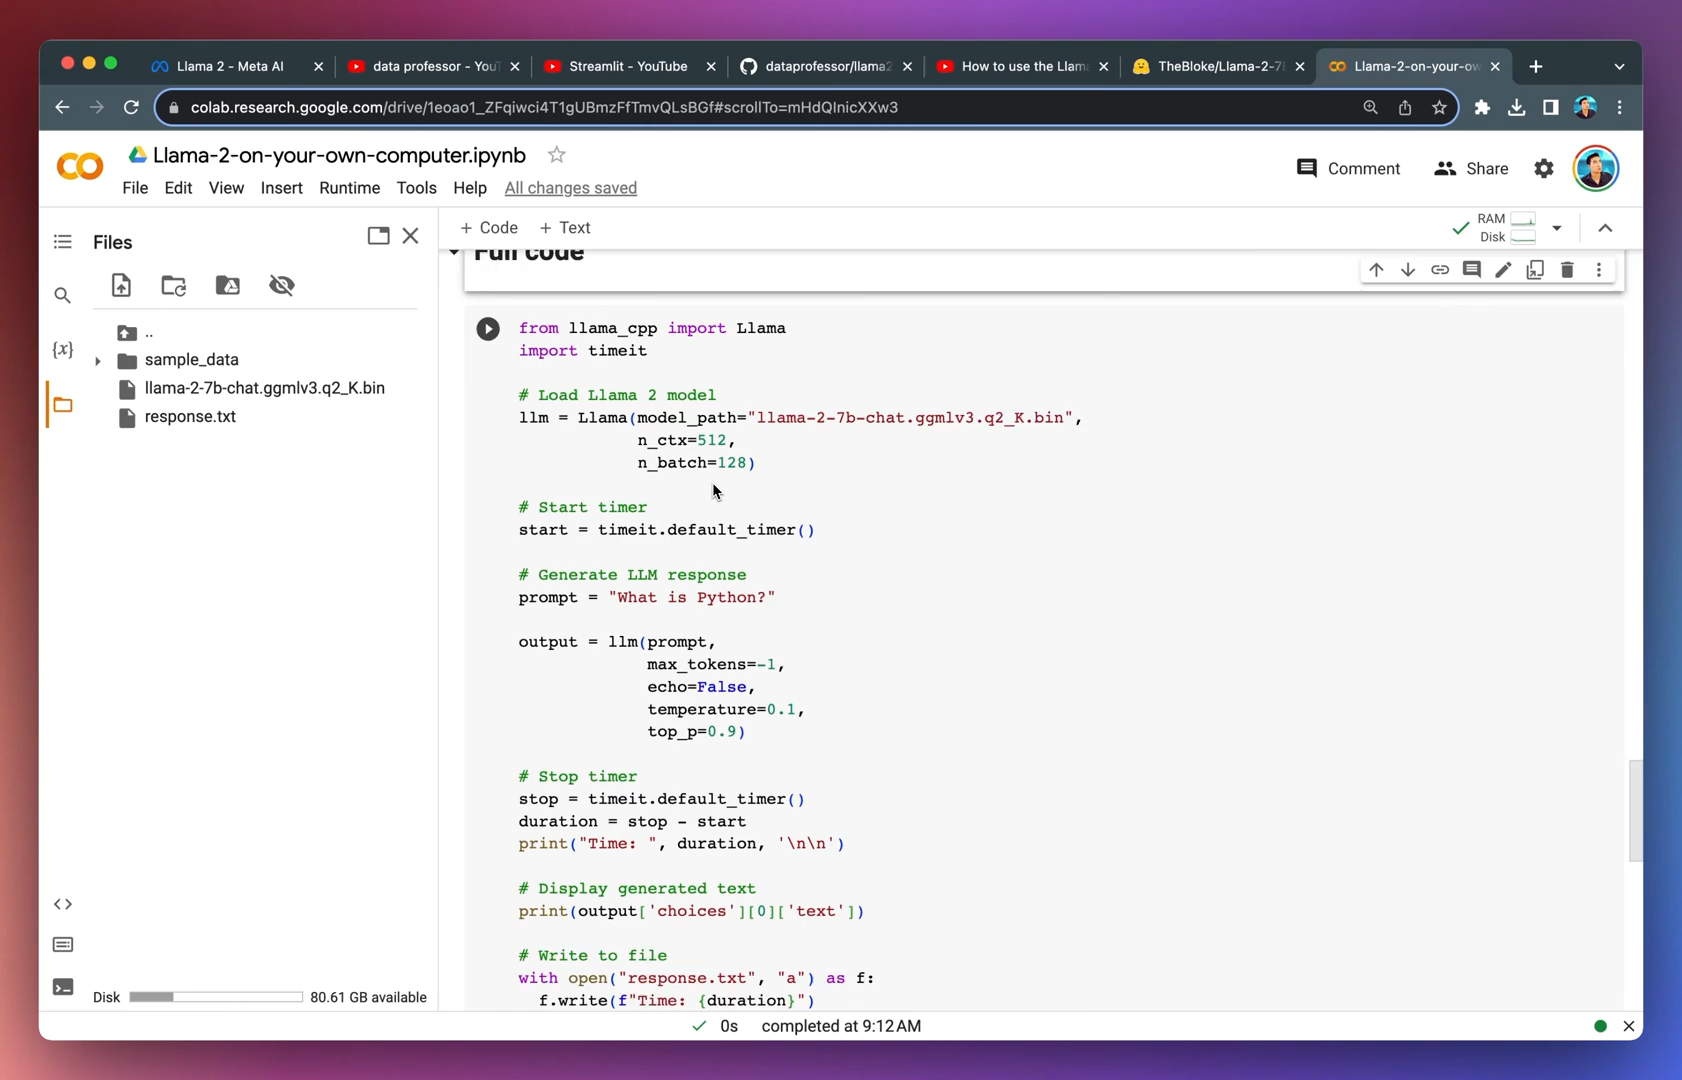 Llama 2 - Meta AI
data professor - You
Streamlit - YouTube
dataprofessor/llama2
How to use the Llam
TheBloke/Llama-2-7
Llama-2-on-your-ow
colab.research.google.com/drive/1eoao1_ZFqiwci4T1gUBmzFfTmvQLsBGf#scrollTo=mHdQInicXXw3
Llama-2-on-your-own-computer.ipynb
Comment
Share
File Edit View Insert Runtime Tools Help All changes saved
Files
+ Code + Text
RAM
Disk
Full code
..
sample_data
llama-2-7b-chat.ggmlv3.q2_K.bin
response.txt
{x}
from llama_cpp import Llama
import timeit
# Load Llama 2 model
llm = Llama(model_path="llama-2-7b-chat.ggmlv3.q2_K.bin",
n_ctx=512,
n_batch=128)
# Start timer
start = timeit.default_timer()
# Generate LLM response
prompt = "What is Python?"
output = llm(prompt,
max_tokens=-1,
echo=False,
temperature=0.1,
top_p=0.9)
# Stop timer
stop = timeit.default_timer()
duration = stop - start
print("Time: ", duration, '\n\n')
# Display generated text
print(output['choices'][0]['text'])
# Write to file
with open("response.txt", "a") as f:
f.write(f"Time: {duration}")
Disk 80.61 GB available
0s completed at 9:12 AM